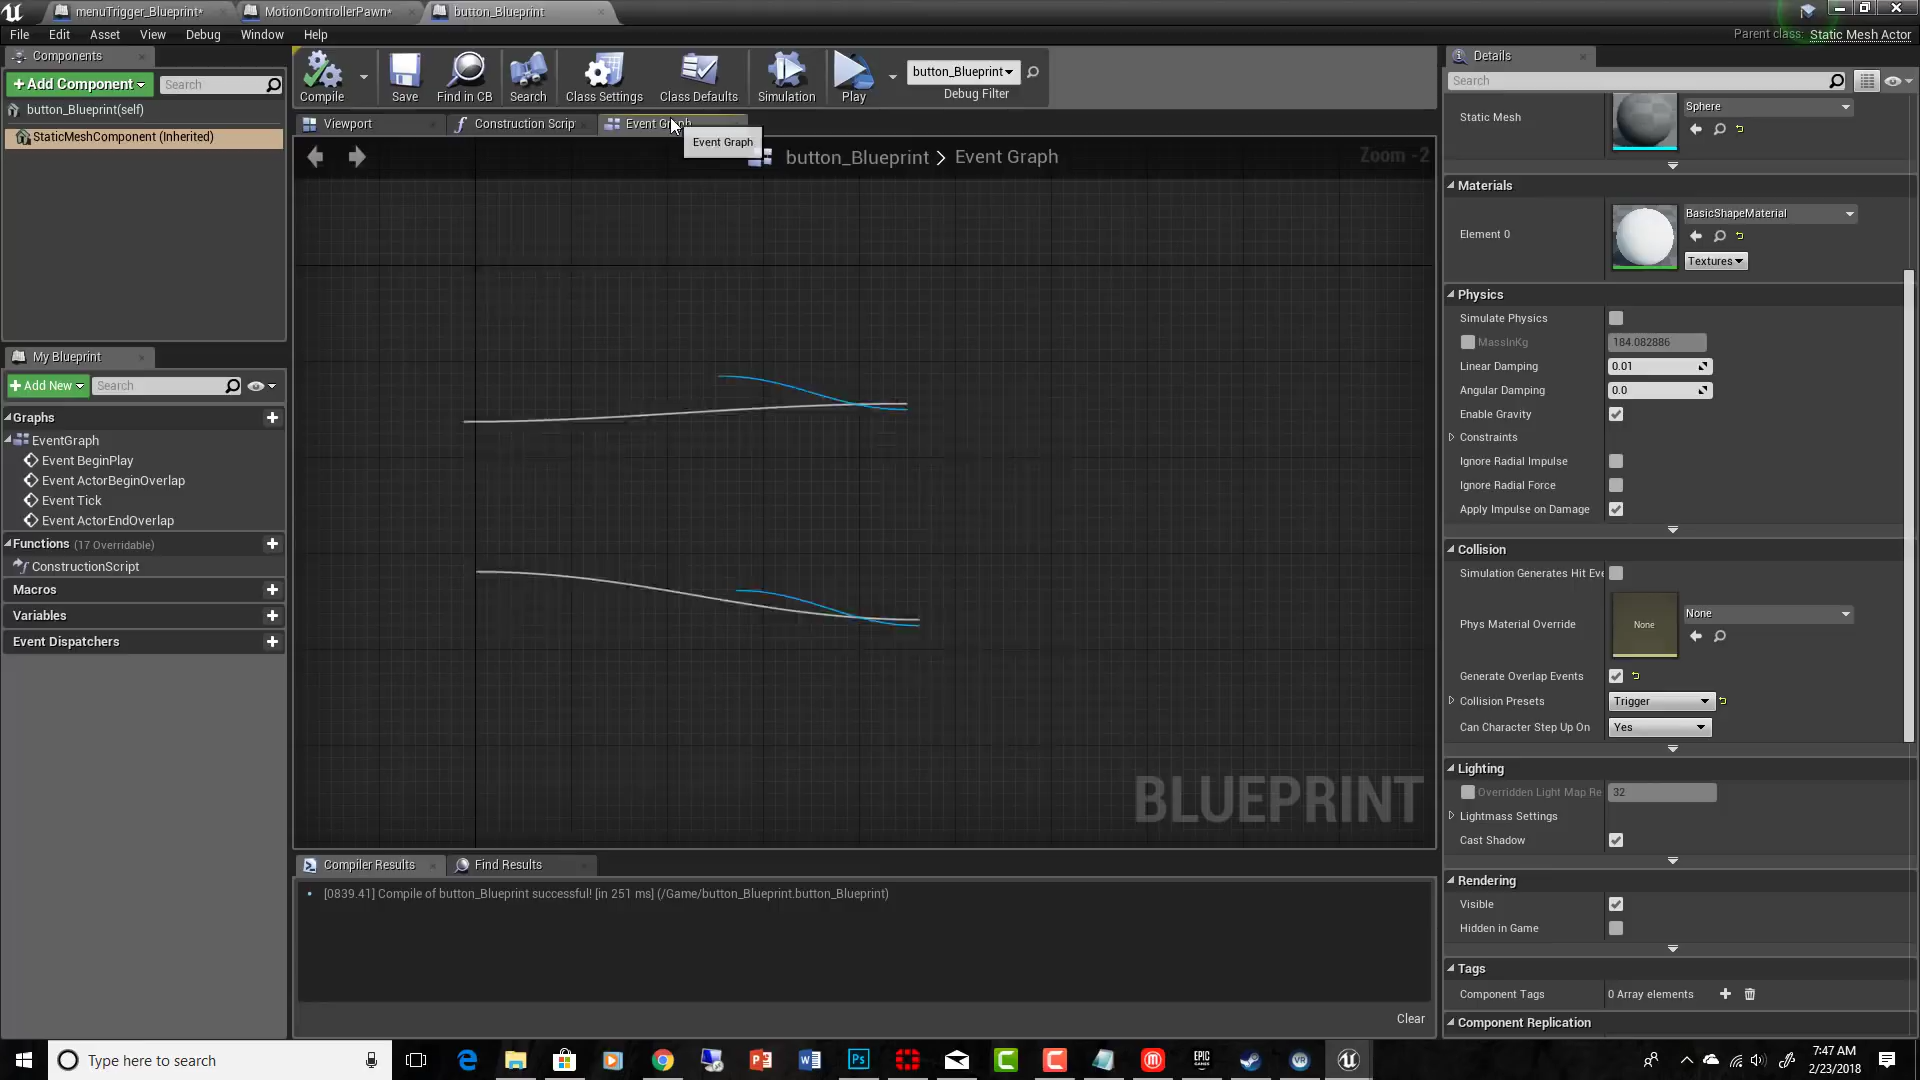 menuTrigger_Blueprint*
MotionControllerPawn*
button_Blueprint
File Edit Asset View Debug Window Help
Parent class: Static Mesh Actor
Components
+ Add Component
Search
button_Blueprint(self)
StaticMeshComponent (Inherited)
My Blueprint
+ Add New
Search
Graphs
EventGraph
Event BeginPlay
Event ActorBeginOverlap
Event Tick
Event ActorEndOverlap
Functions (17 Overridable)
ConstructionScript
Macros
Variables
Event Dispatchers
Compile
Save
Find in CB
Search
Class Settings
Class Defaults
Simulation
Play
button_Blueprint
Debug Filter
Viewport
Construction Scrip
Event Graph
Event Graph
button_Blueprint > Event Graph
Zoom -2
BLUEPRINT
Compiler Results
Find Results
[0839.41] Compile of button_Blueprint successful! [in 251 ms] (/Game/button_Blueprint.button_Blueprint)
Clear
Details
Search
Static Mesh
Sphere
Materials
Element 0
BasicShapeMaterial
Textures
Physics
Simulate Physics
MassInKg 184.082886
Linear Damping 0.01
Angular Damping 0.0
Enable Gravity
Constraints
Ignore Radial Impulse
Ignore Radial Force
Apply Impulse on Damage
Collision
Simulation Generates Hit Eve
Phys Material Override
None
None
Generate Overlap Events
Collision Presets Trigger
Can Character Step Up On Yes
Lighting
Overridden Light Map Re 32
Lightmass Settings
Cast Shadow
Rendering
Visible
Hidden in Game
Tags
Component Tags 0 Array elements
Component Replication
Type here to search
EPIC
GAMES
7:47 AM
2/23/2018